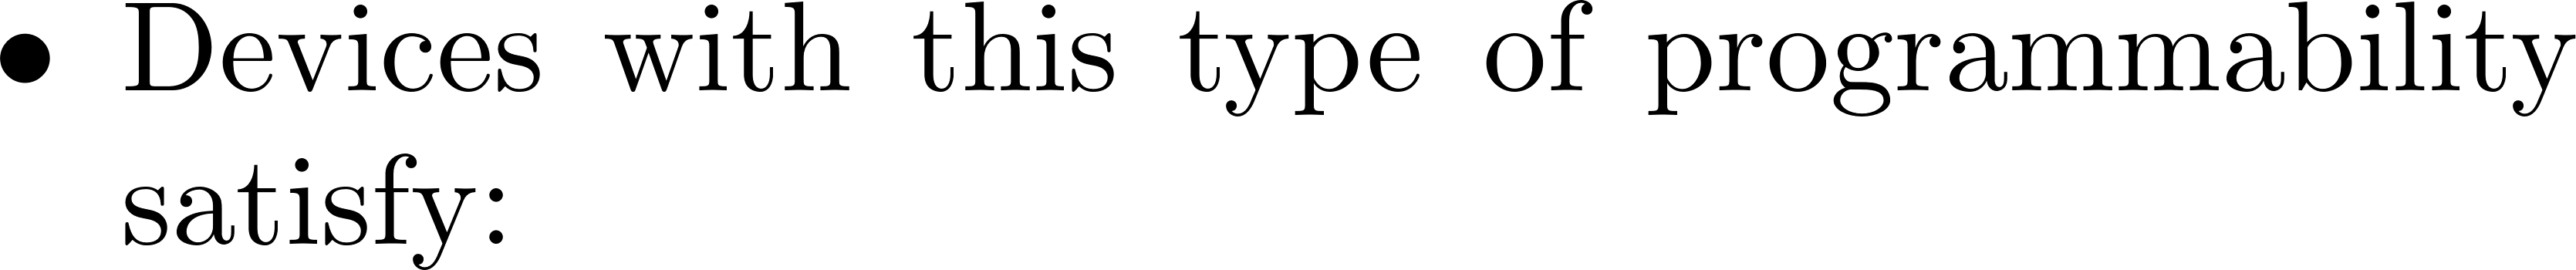 • Devices with this type of programmability
satisfy: